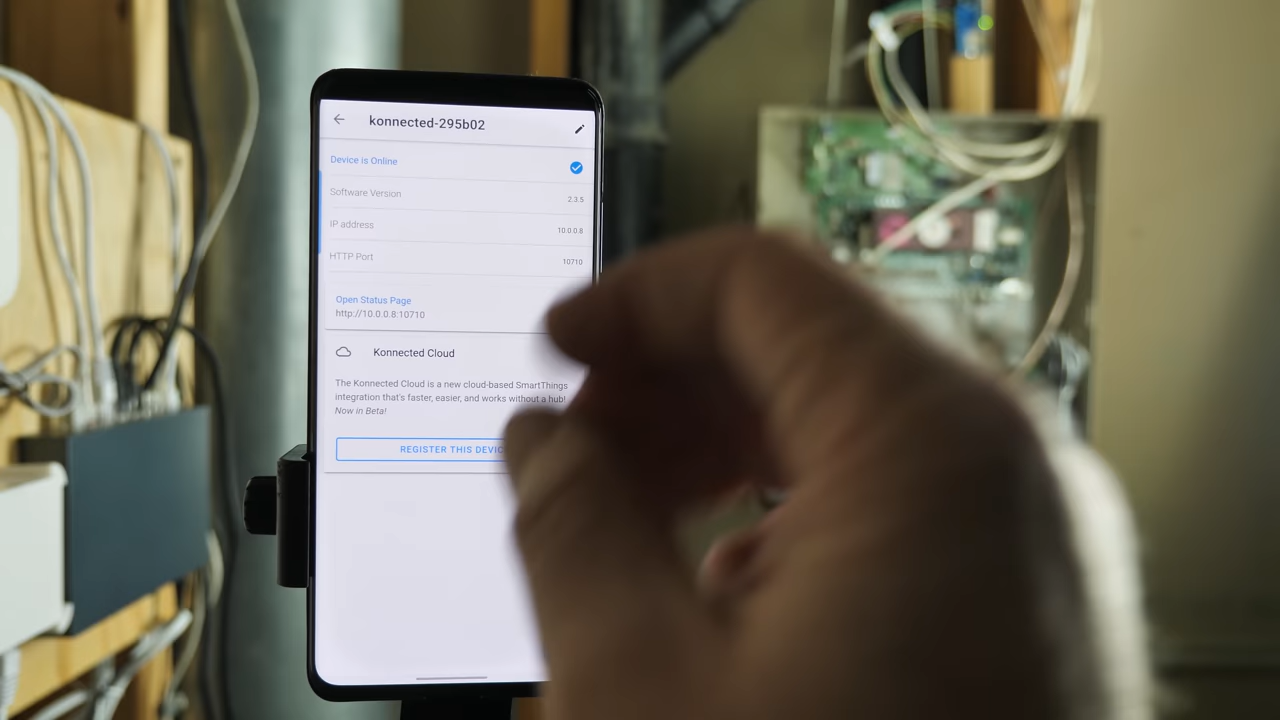 konnected-295b02
Device is Online
Software Version 2.3.5
IP address 10.0.0.8
HTTP Port 10710
Open Status Page
http://10.0.0.8:10710
Konnected Cloud
The Konnected Cloud is a new cloud-based SmartThings
integration that's faster, easier, and works without a hub!
Now in Beta!
REGISTER THIS DEVIC